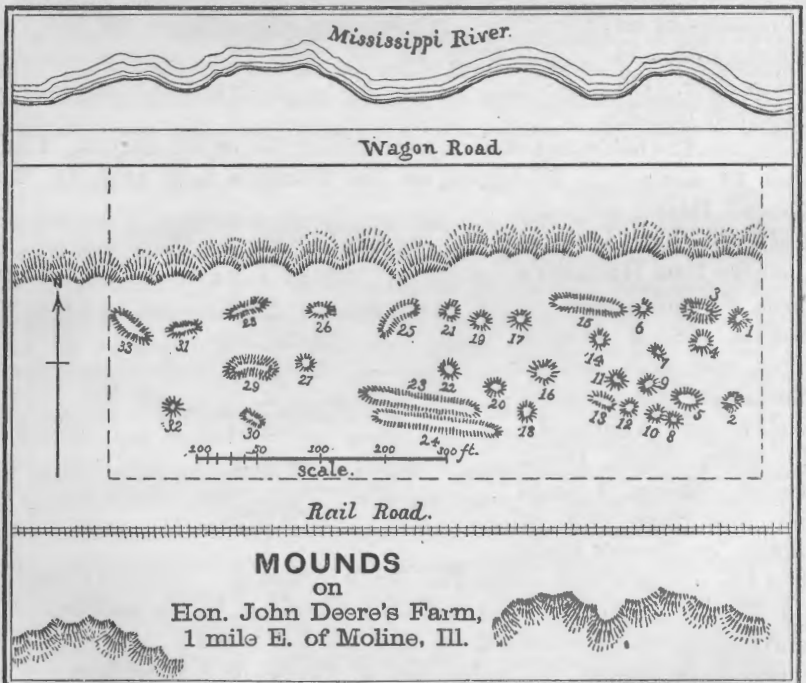 Mississippi River.
Wagon Road
N
33 31 28 26 25 21 19 17 15 6 3 1
14 7 4
29 27 22 20 16 11 9
32 30 23 24 18 13 12 10 8 5 2
100 50 100 200 300 ft.
scale.
Rail Road.
MOUNDS
on
Hon. John Deere's Farm,
1 mile E. of Moline, Ill.